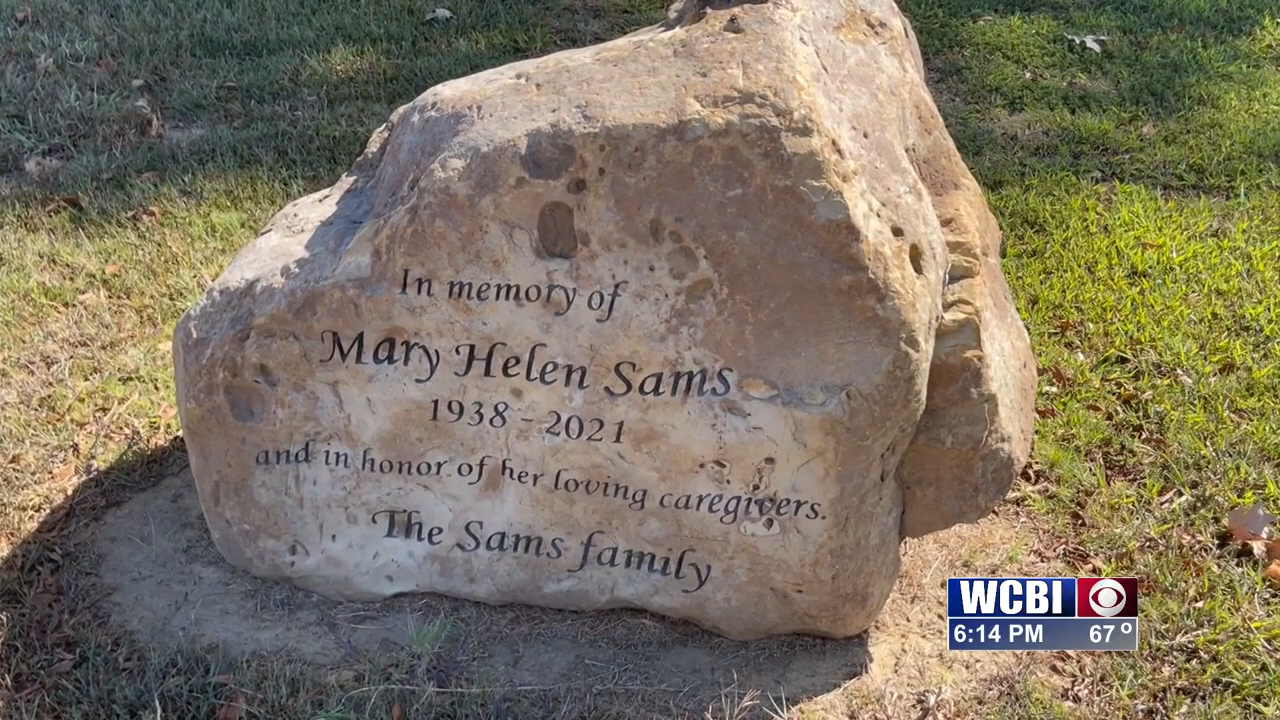 In memory of
Mary Helen Sams
1938 - 2021
and in honor of her loving caregivers.
The Sams family
WCBI
6:14 PM 67°